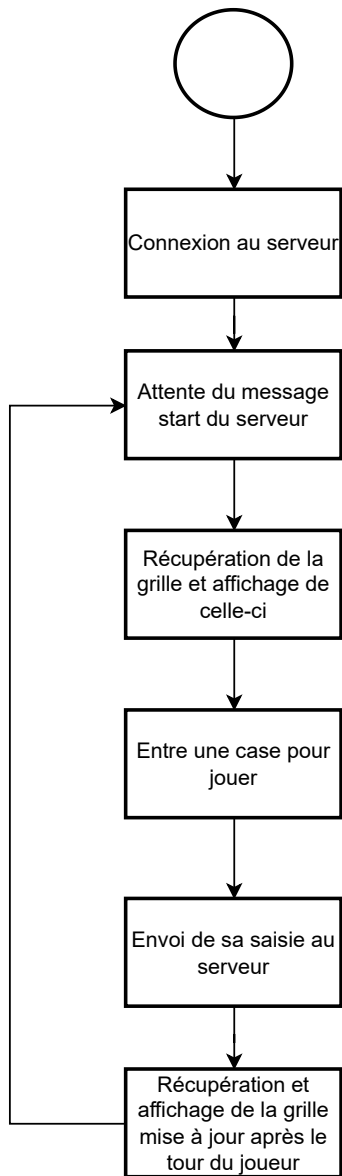 Connexion au serveur
Attente du message
start du serveur
Récupération de la
grille et affichage de
celle-ci
Entre une case pour
jouer
Envoi de sa saisie au
serveur
Récupération et
affichage de la grille
mise à jour après le
tour du joueur